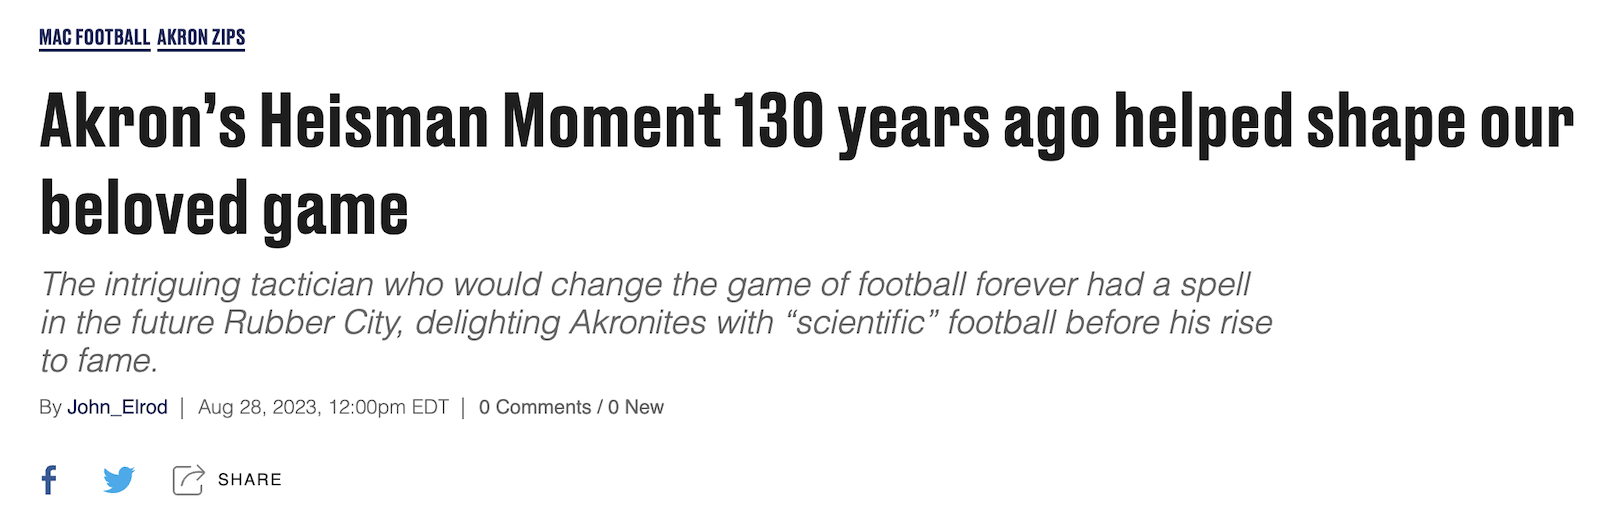 MAC FOOTBALL AKRON ZIPS
Akron’s Heisman Moment 130 years ago helped shape our
beloved game
The intriguing tactician who would change the game of football forever had a spell
in the future Rubber City, delighting Akronites with “scientific” football before his rise
to fame.
By John_Elrod | Aug 28, 2023, 12:00pm EDT | 0 Comments / 0 New
SHARE